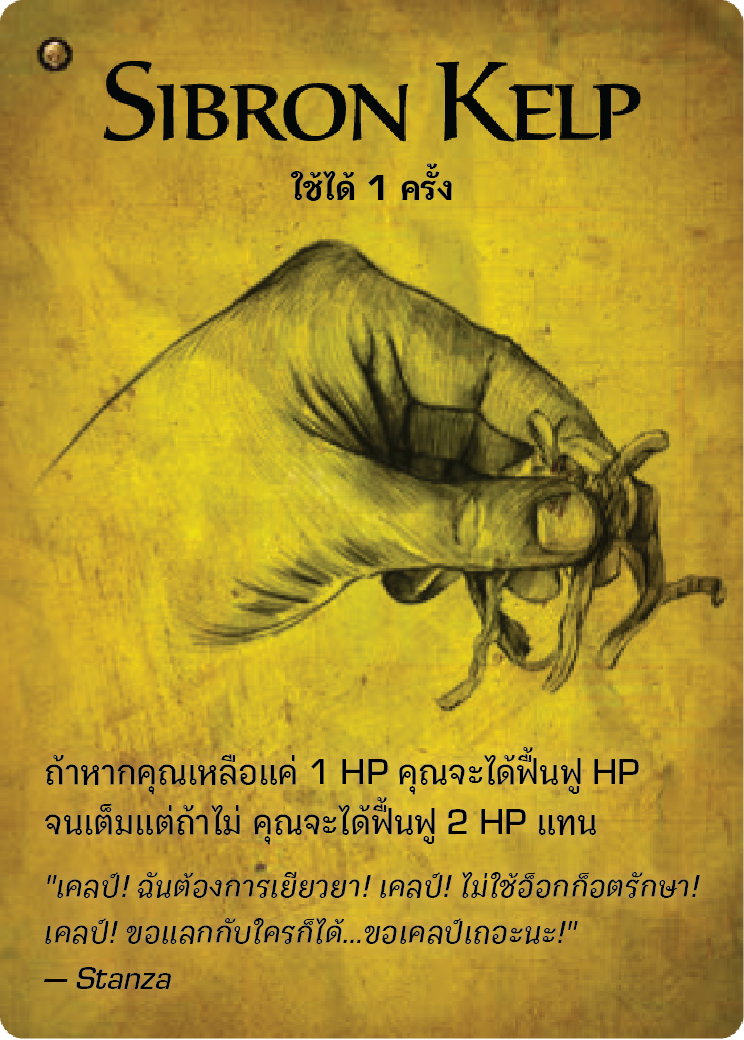 SIBRON KELP
ใช้ได้ 1 ครั้ง
ถ้าหากคุณเหลือแค่ 1 HP คุณจะได้ฟื้นฟู HP
จนเต็มแต่ถ้าไม่ คุณจะได้ฟื้นฟู 2 HP แทน
"เคลป์! ฉันต้องการเยียวยา! เคลป์! ไม่ใช้อ็อกก็อตรักษา!
เคลป์! ขอแลกกับใครก็ได้...ขอเคลป์เถอะนะ!"
— Stanza